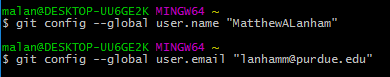 malan@DESKTOP-UU6GE2K MINGW64 ~
$ git config --global user.name "MatthewALanham"
malan@DESKTOP-UU6GE2K MINGW64 ~
$ git config --global user.email "lanhamm@purdue.edu"